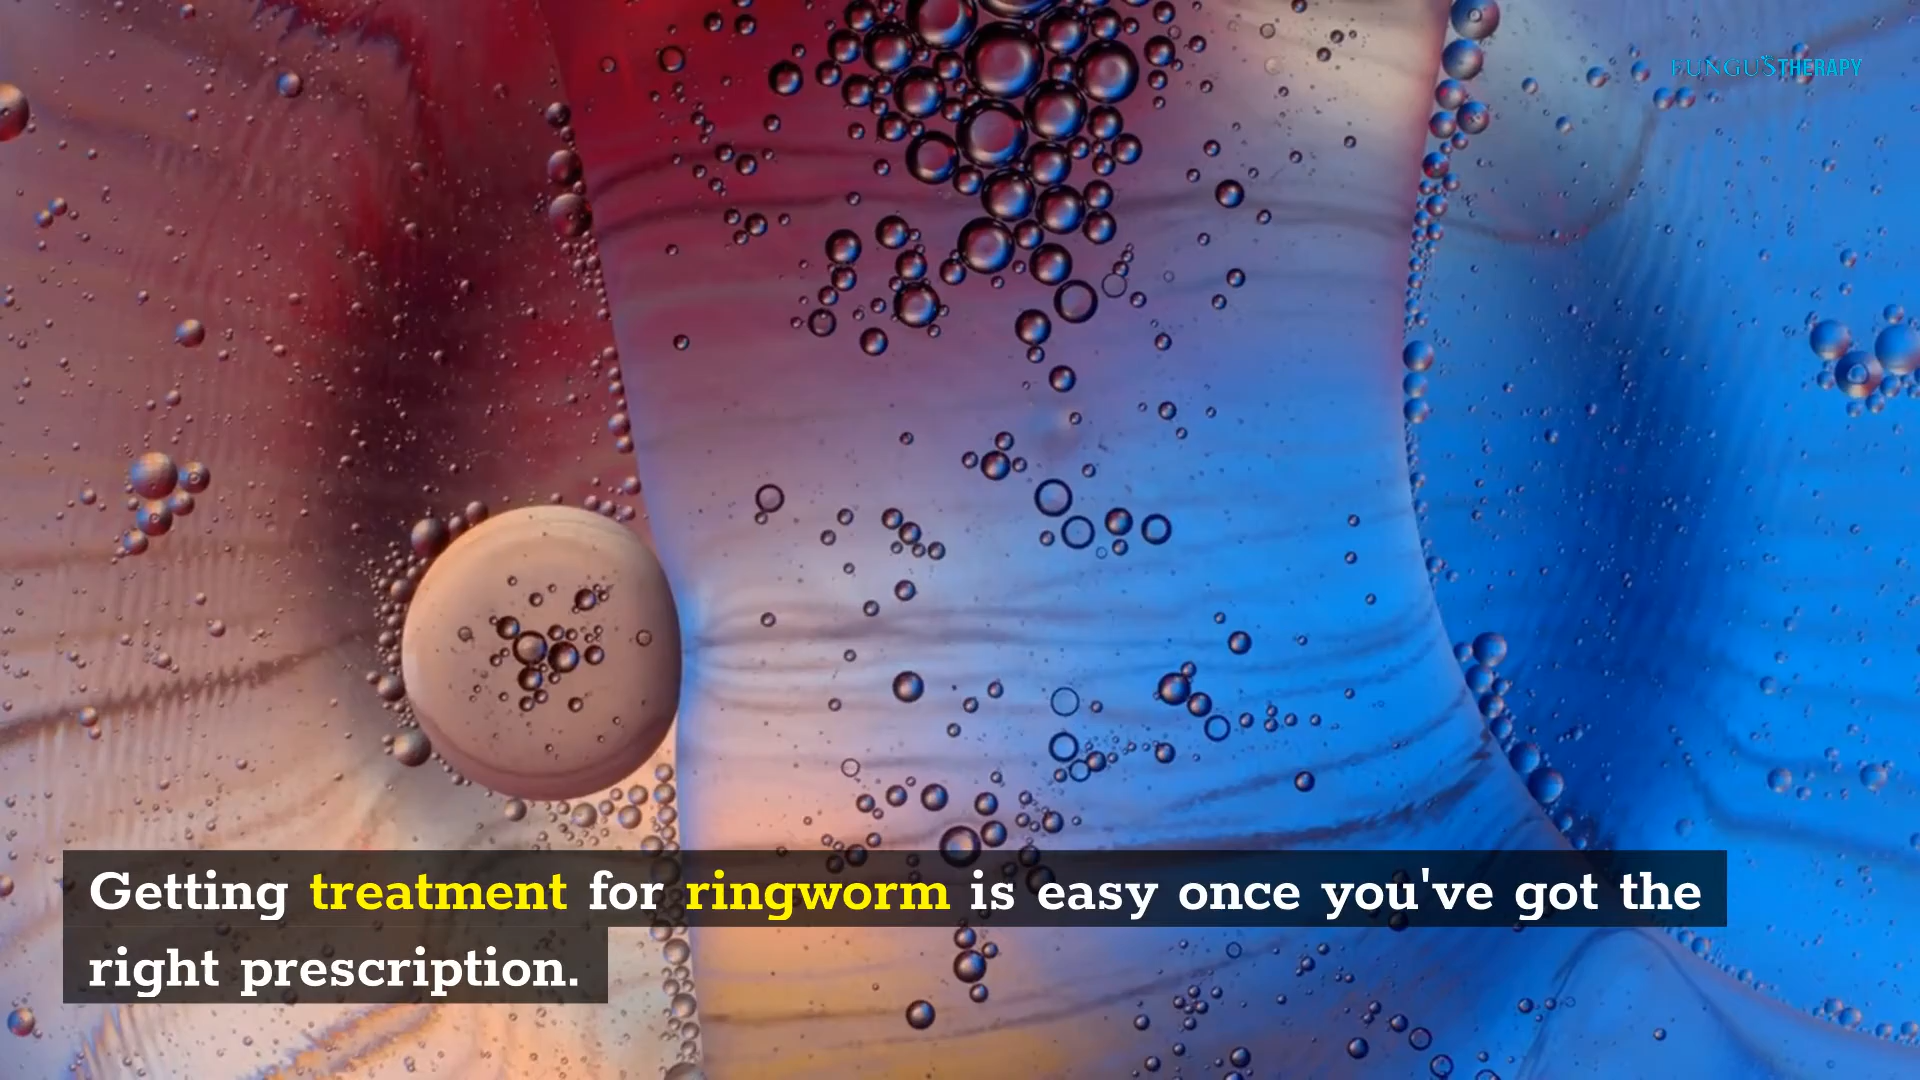 FUNGUSTHERAPY
Getting treatment for ringworm is easy once you've got the
right prescription.